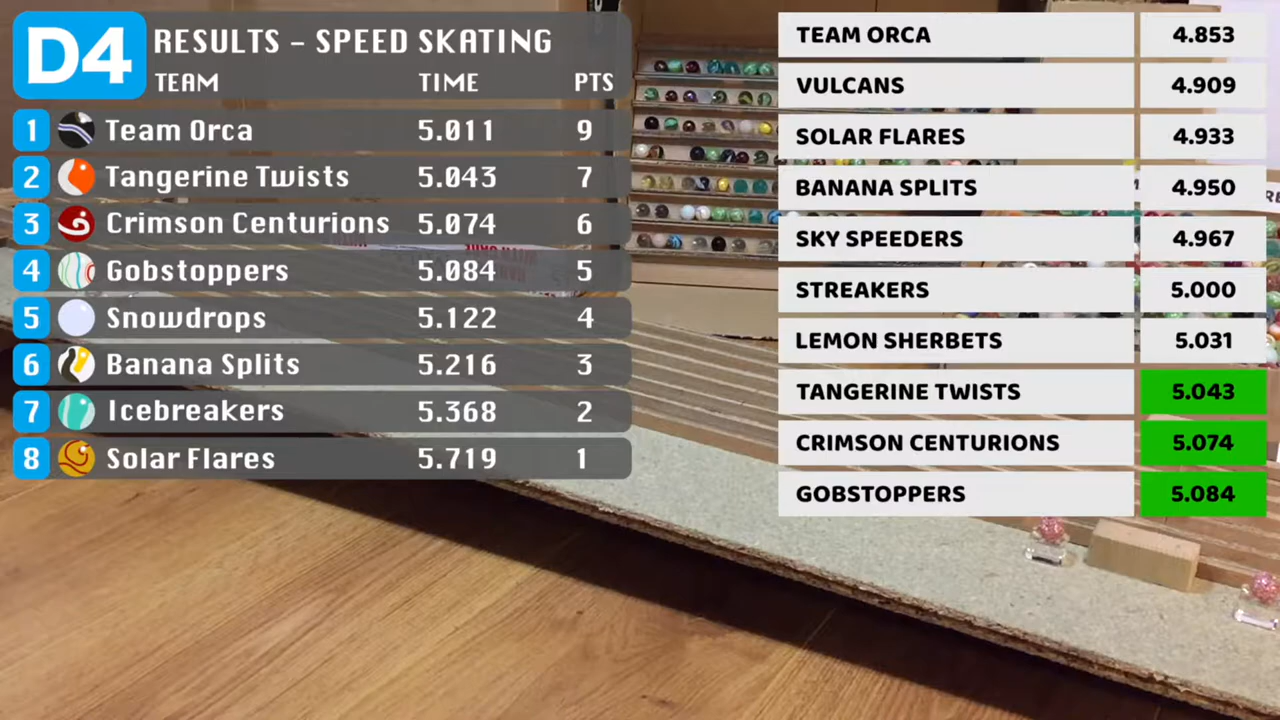 D4 RESULTS - SPEED SKATING
TEAM TIME PTS
1 Team Orca 5.011 9
2 Tangerine Twists 5.043 7
3 Crimson Centurions 5.074 6
4 Gobstoppers 5.084 5
5 Snowdrops 5.122 4
6 Banana Splits 5.216 3
7 Icebreakers 5.368 2
8 Solar Flares 5.719 1
TEAM ORCA 4.853
VULCANS 4.909
SOLAR FLARES 4.933
BANANA SPLITS 4.950
SKY SPEEDERS 4.967
STREAKERS 5.000
LEMON SHERBETS 5.031
TANGERINE TWISTS 5.043
CRIMSON CENTURIONS 5.074
GOBSTOPPERS 5.084